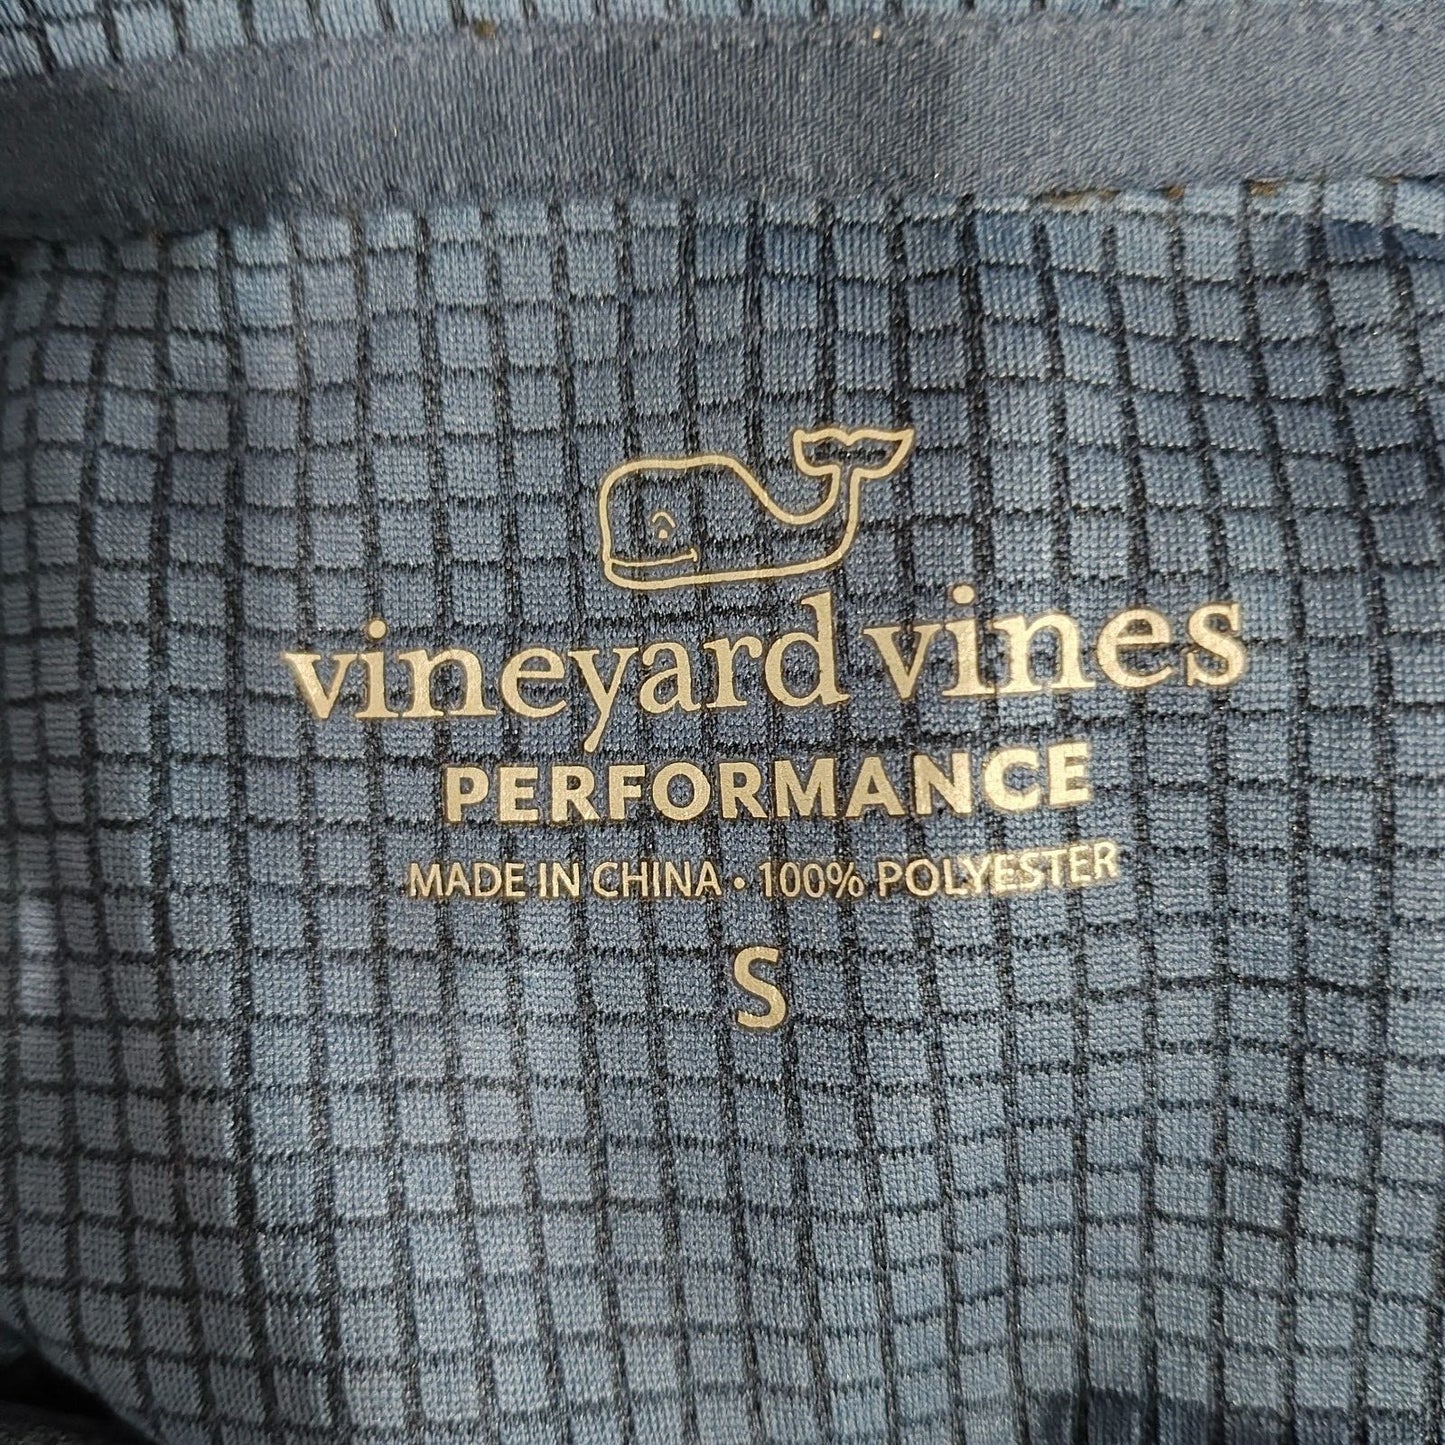 vineyard vines
PERFORMANCE
MADE IN CHINA • 100% POLYESTER
S